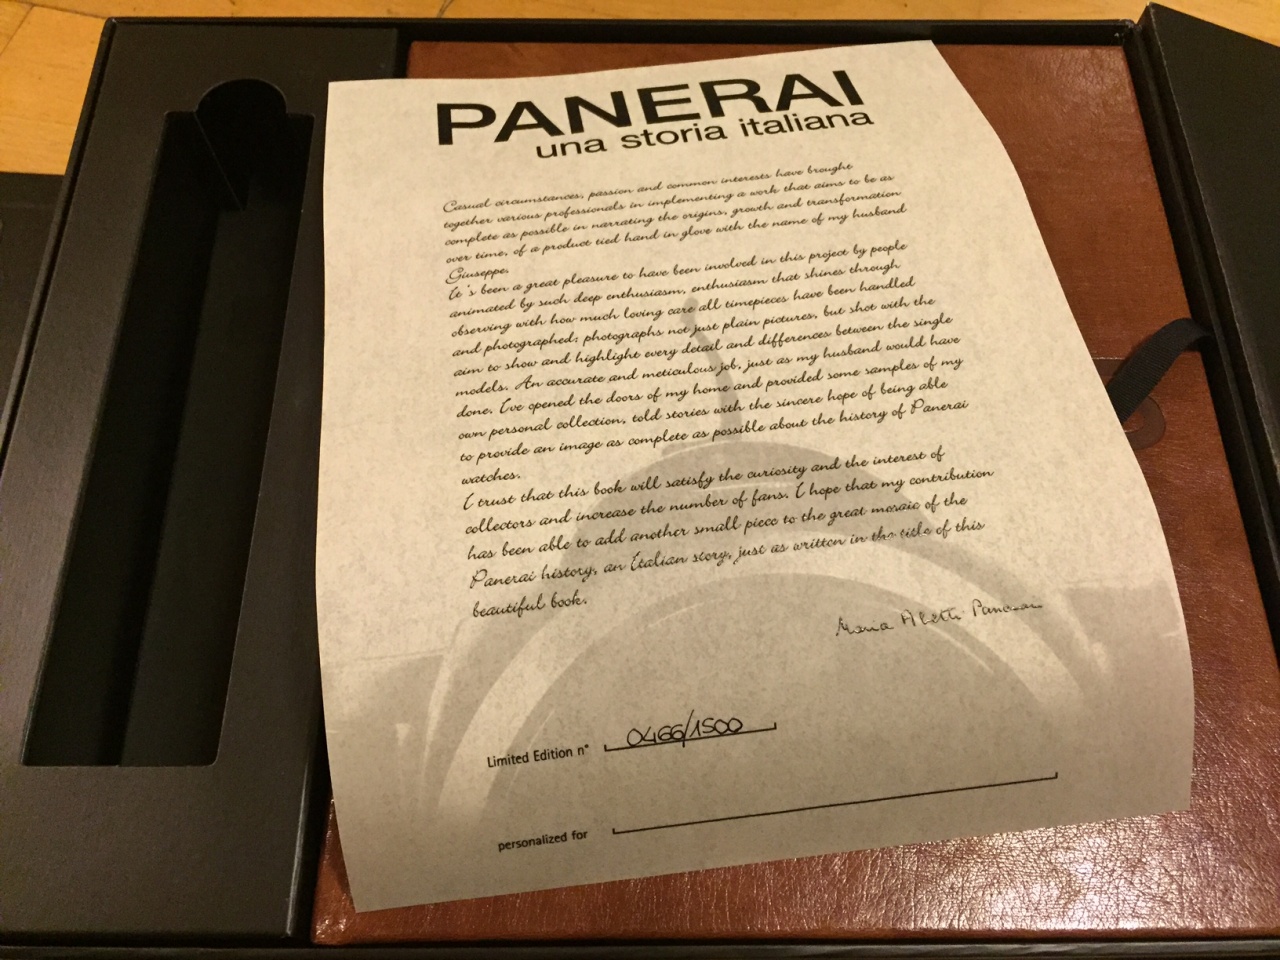 PANERAI
una storia italiana
Casual circumstances, passion and common interests have brought
together various professionals in implementing a work that aims to be as
complete as possible in narrating the origins, growth and transformation
over time, of a product tied hand in glove with the name of my husband
Giuseppe.
It's been a great pleasure to have been involved in this project by people
animated by such deep enthusiasm, enthusiasm that shines through
observing with how much loving care all timepieces have been handled
and photographed; photographs not just plain pictures, but shot with the
aim to show and highlight every detail and differences between the single
models. An accurate and meticulous job, just as my husband would have
done. I've opened the doors of my home and provided some samples of my
own personal collection, told stories with the sincere hope of being able
to provide an image as complete as possible about the history of Panerai
watches.
I trust that this book will satisfy the curiosity and the interest of
collectors and increase the number of fans. I hope that my contribution
has been able to add another small piece to the great mosaic of the
Panerai history, an Italian story, just as written in the title of this
beautiful book.
Maria Aletti Panerai
Limited Edition n° 0466/1500
personalized for